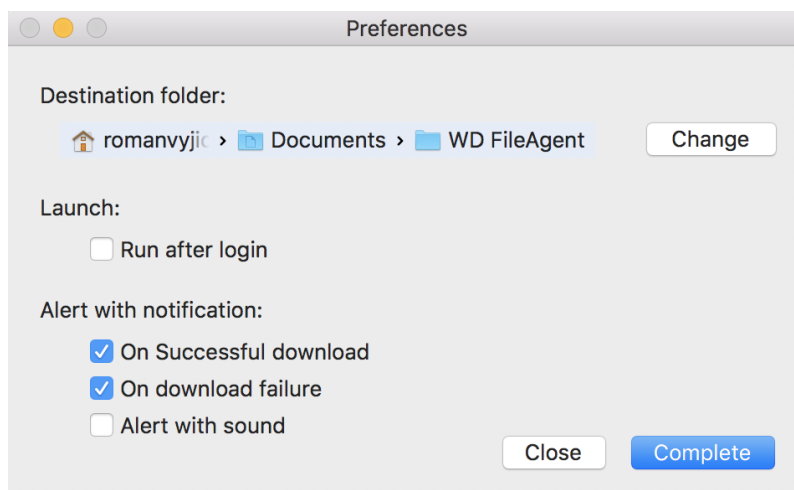 Preferences
Destination folder:
romanvyjic › Documents › WD FileAgent
Change
Launch:
Run after login
Alert with notification:
On Successful download
On download failure
Alert with sound
Close
Complete